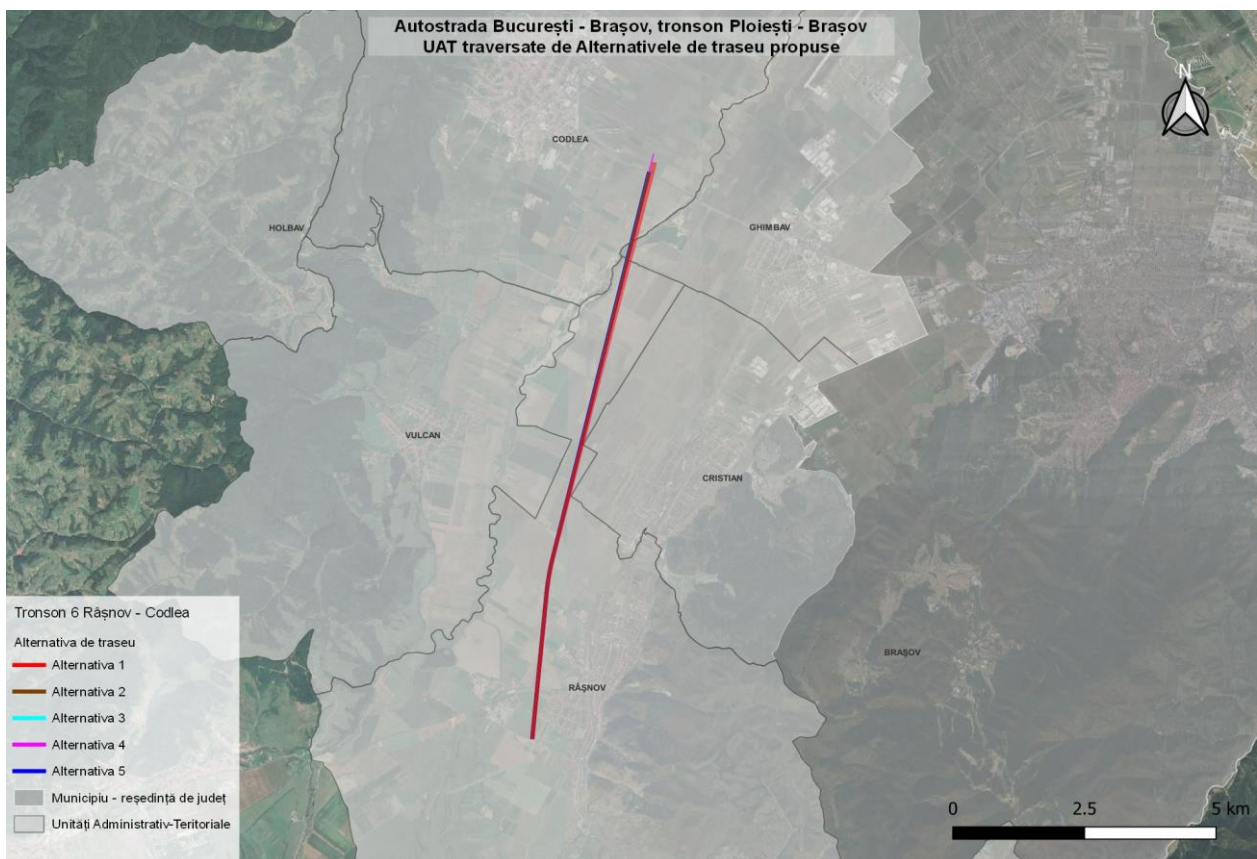 Autostrada București - Brașov, tronson Ploiești - Brașov
UAT traversate de Alternativele de traseu propuse
N
CODLEA
HOLBAV
GHIMBAV
VULCAN
CRISTIAN
BRAȘOV
RÂȘNOV
Tronson 6 Râșnov - Codlea
Alternativa de traseu
Alternativa 1
Alternativa 2
Alternativa 3
Alternativa 4
Alternativa 5
Municipiu - reședință de județ
Unități Administrativ-Teritoriale
0 2.5 5 km